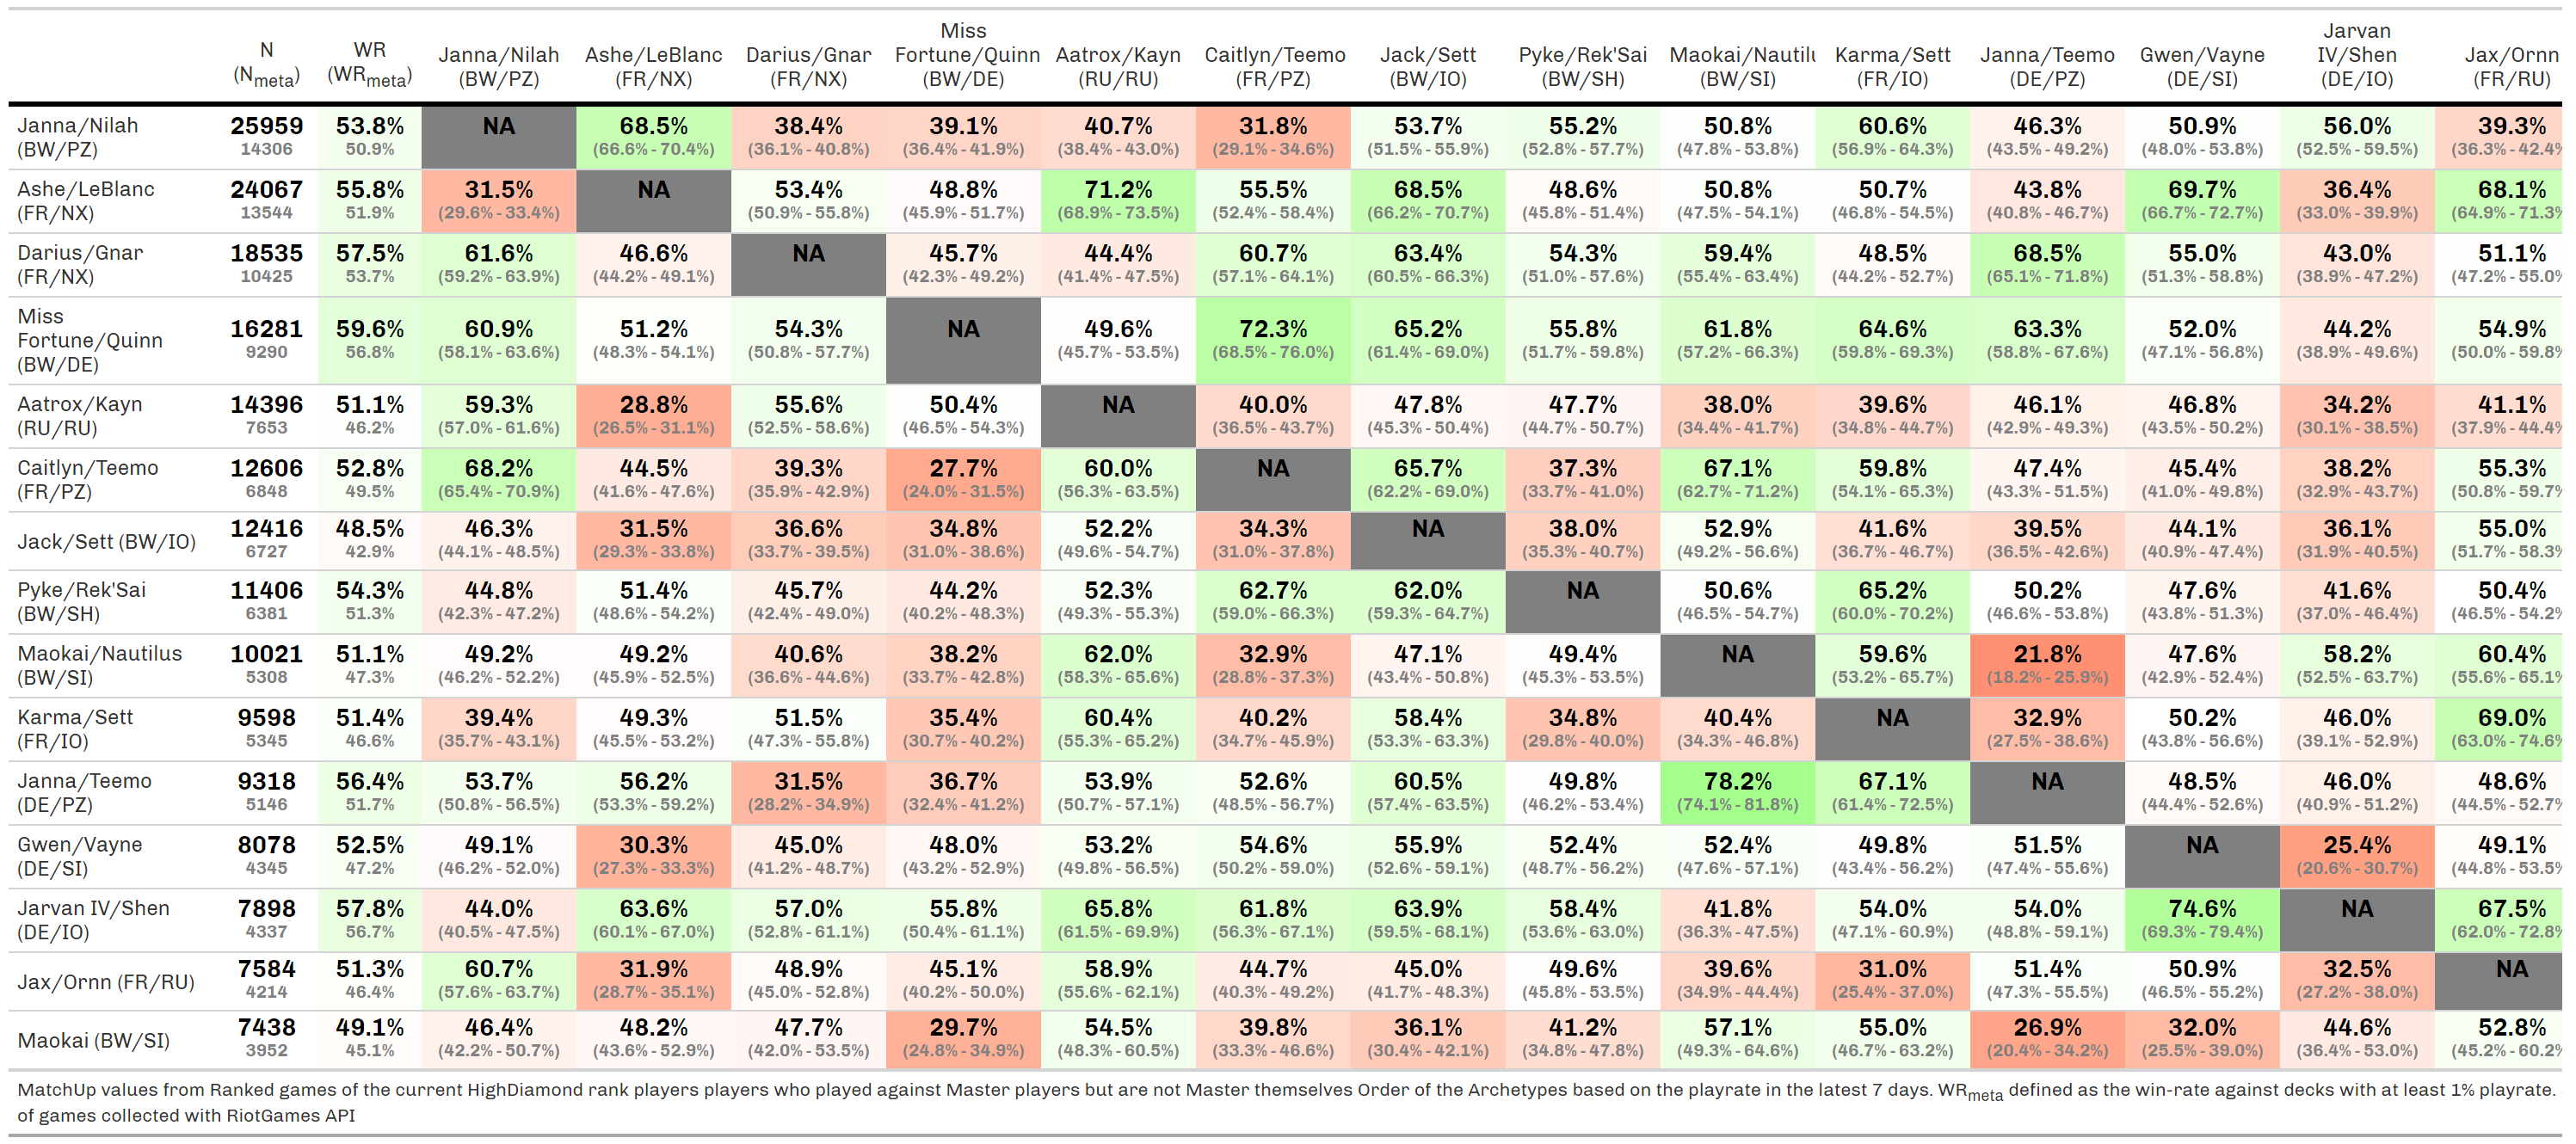 N (N_meta) WR (WR_meta) Janna/Nilah (BW/PZ) Ashe/LeBlanc (FR/NX) Darius/Gnar (FR/NX) Miss Fortune/Quinn (BW/DE) Aatrox/Kayn (RU/RU) Caitlyn/Teemo (FR/PZ) Jack/Sett (BW/IO) Pyke/Rek'Sai (BW/SH) Maokai/Nautilu (BW/SI) Karma/Sett (FR/IO) Janna/Teemo (DE/PZ) Gwen/Vayne (DE/SI) Jarvan IV/Shen (DE/IO) Jax/Ornn (FR/RU)
Janna/Nilah 25959 53.8% NA 68.5% 38.4% 39.1% 40.7% 31.8% 53.7% 55.2% 50.8% 60.6% 46.3% 50.9% 56.0% 39.3%
(BW/PZ) 14306 50.9% (66.6% - 70.4%) (36.1% - 40.8%) (36.4% - 41.9%) (38.4% - 43.0%) (29.1% - 34.6%) (51.5% - 55.9%) (52.8% - 57.7%) (47.8% - 53.8%) (56.9% - 64.3%) (43.5% - 49.2%) (48.0% - 53.8%) (52.5% - 59.5%) (36.3% - 42.4%
Ashe/LeBlanc 24067 55.8% 31.5% NA 53.4% 48.8% 71.2% 55.5% 68.5% 48.6% 50.8% 50.7% 43.8% 69.7% 36.4% 68.1%
(FR/NX) 13544 51.9% (29.6% - 33.4%) (50.9% - 55.8%) (45.9% - 51.7%) (68.9% - 73.5%) (52.4% - 58.4%) (66.2% - 70.7%) (45.8% - 51.4%) (47.5% - 54.1%) (46.8% - 54.5%) (40.8% - 46.7%) (66.7% - 72.7%) (33.0% - 39.9%) (64.9% - 71.3%
Darius/Gnar 18535 57.5% 61.6% 46.6% NA 45.7% 44.4% 60.7% 63.4% 54.3% 59.4% 48.5% 68.5% 55.0% 43.0% 51.1%
(FR/NX) 10425 53.7% (59.2% - 63.9%) (44.2% - 49.1%) (42.3% - 49.2%) (41.4% - 47.5%) (57.1% - 64.1%) (60.5% - 66.3%) (51.0% - 57.6%) (55.4% - 63.4%) (44.2% - 52.7%) (65.1% - 71.8%) (51.3% - 58.8%) (38.9% - 47.2%) (47.2% - 55.0%
Miss
Fortune/Quinn 16281 59.6% 60.9% 51.2% 54.3% NA 49.6% 72.3% 65.2% 55.8% 61.8% 64.6% 63.3% 52.0% 44.2% 54.9%
(BW/DE) 9290 56.8% (58.1% - 63.6%) (48.3% - 54.1%) (50.8% - 57.7%) (45.7% - 53.5%) (68.5% - 76.0%) (61.4% - 69.0%) (51.7% - 59.8%) (57.2% - 66.3%) (59.8% - 69.3%) (58.8% - 67.6%) (47.1% - 56.8%) (38.9% - 49.6%) (50.0% - 59.8%
Aatrox/Kayn 14396 51.1% 59.3% 28.8% 55.6% 50.4% NA 40.0% 47.8% 47.7% 38.0% 39.6% 46.1% 46.8% 34.2% 41.1%
(RU/RU) 7653 46.2% (57.0% - 61.6%) (26.5% - 31.1%) (52.5% - 58.6%) (46.5% - 54.3%) (36.5% - 43.7%) (45.3% - 50.4%) (44.7% - 50.7%) (34.4% - 41.7%) (34.8% - 44.7%) (42.9% - 49.3%) (43.5% - 50.2%) (30.1% - 38.5%) (37.9% - 44.4%
Caitlyn/Teemo 12606 52.8% 68.2% 44.5% 39.3% 27.7% 60.0% NA 65.7% 37.3% 67.1% 59.8% 47.4% 45.4% 38.2% 55.3%
(FR/PZ) 6848 49.5% (65.4% - 70.9%) (41.6% - 47.6%) (35.9% - 42.9%) (24.0% - 31.5%) (56.3% - 63.5%) (62.2% - 69.0%) (33.7% - 41.0%) (62.7% - 71.2%) (54.1% - 65.3%) (43.3% - 51.5%) (41.0% - 49.8%) (32.9% - 43.7%) (50.8% - 59.7%
Jack/Sett (BW/IO) 12416 48.5% 46.3% 31.5% 36.6% 34.8% 52.2% 34.3% NA 38.0% 52.9% 41.6% 39.5% 44.1% 36.1% 55.0%
6727 42.9% (44.1% - 48.5%) (29.3% - 33.8%) (33.7% - 39.5%) (31.0% - 38.6%) (49.6% - 54.7%) (31.0% - 37.8%) (35.3% - 40.7%) (49.2% - 56.6%) (36.7% - 46.7%) (36.5% - 42.6%) (40.9% - 47.4%) (31.9% - 40.5%) (51.7% - 58.3%
Pyke/Rek'Sai 11406 54.3% 44.8% 51.4% 45.7% 44.2% 52.3% 62.7% 62.0% NA 50.6% 65.2% 50.2% 47.6% 41.6% 50.4%
(BW/SH) 6381 51.3% (42.3% - 47.2%) (48.6% - 54.2%) (42.4% - 49.0%) (40.2% - 48.3%) (49.3% - 55.3%) (59.0% - 66.3%) (59.3% - 64.7%) (46.5% - 54.7%) (60.0% - 70.2%) (46.6% - 53.8%) (43.8% - 51.3%) (37.0% - 46.4%) (46.5% - 54.2%
Maokai/Nautilus 10021 51.1% 49.2% 49.2% 40.6% 38.2% 62.0% 32.9% 47.1% 49.4% NA 59.6% 21.8% 47.6% 58.2% 60.4%
(BW/SI) 5308 47.3% (46.2% - 52.2%) (45.9% - 52.5%) (36.6% - 44.6%) (33.7% - 42.8%) (58.3% - 65.6%) (28.8% - 37.3%) (43.4% - 50.8%) (45.3% - 53.5%) (53.2% - 65.7%) (18.2% - 25.9%) (42.9% - 52.4%) (52.5% - 63.7%) (55.6% - 65.1%
Karma/Sett 9598 51.4% 39.4% 49.3% 51.5% 35.4% 60.4% 40.2% 58.4% 34.8% 40.4% NA 32.9% 50.2% 46.0% 69.0%
(FR/IO) 5345 46.6% (35.7% - 43.1%) (45.5% - 53.2%) (47.3% - 55.8%) (30.7% - 40.2%) (55.3% - 65.2%) (34.7% - 45.9%) (53.3% - 63.3%) (29.8% - 40.0%) (34.3% - 46.8%) (27.5% - 38.6%) (43.8% - 56.6%) (39.1% - 52.9%) (63.0% - 74.6%
Janna/Teemo 9318 56.4% 53.7% 56.2% 31.5% 36.7% 53.9% 52.6% 60.5% 49.8% 78.2% 67.1% NA 48.5% 46.0% 48.6%
(DE/PZ) 5146 51.7% (50.8% - 56.5%) (53.3% - 59.2%) (28.2% - 34.9%) (32.4% - 41.2%) (50.7% - 57.1%) (48.5% - 56.7%) (57.4% - 63.5%) (46.2% - 53.4%) (74.1% - 81.8%) (61.4% - 72.5%) (44.4% - 52.6%) (40.9% - 51.2%) (44.5% - 52.7%
Gwen/Vayne 8078 52.5% 49.1% 30.3% 45.0% 48.0% 53.2% 54.6% 55.9% 52.4% 52.4% 49.8% 51.5% NA 25.4% 49.1%
(DE/SI) 4345 47.2% (46.2% - 52.0%) (27.3% - 33.3%) (41.2% - 48.7%) (43.2% - 52.9%) (49.8% - 56.5%) (50.2% - 59.0%) (52.6% - 59.1%) (48.7% - 56.2%) (47.6% - 57.1%) (43.4% - 56.2%) (47.4% - 55.6%) (20.6% - 30.7%) (44.8% - 53.5%
Jarvan IV/Shen 7898 57.8% 44.0% 63.6% 57.0% 55.8% 65.8% 61.8% 63.9% 58.4% 41.8% 54.0% 54.0% 74.6% NA 67.5%
(DE/IO) 4337 56.7% (40.5% - 47.5%) (60.1% - 67.0%) (52.8% - 61.1%) (50.4% - 61.1%) (61.5% - 69.9%) (56.3% - 67.1%) (59.5% - 68.1%) (53.6% - 63.0%) (36.3% - 47.5%) (47.1% - 60.9%) (48.8% - 59.1%) (69.3% - 79.4%) (62.0% - 72.8%
Jax/Ornn (FR/RU) 7584 51.3% 60.7% 31.9% 48.9% 45.1% 58.9% 44.7% 45.0% 49.6% 39.6% 31.0% 51.4% 50.9% 32.5% NA
4214 46.4% (57.6% - 63.7%) (28.7% - 35.1%) (45.0% - 52.8%) (40.2% - 50.0%) (55.6% - 62.1%) (40.3% - 49.2%) (41.7% - 48.3%) (45.8% - 53.5%) (34.9% - 44.4%) (25.4% - 37.0%) (47.3% - 55.5%) (46.5% - 55.2%) (27.2% - 38.0%)
Maokai (BW/SI) 7438 49.1% 46.4% 48.2% 47.7% 29.7% 54.5% 39.8% 36.1% 41.2% 57.1% 55.0% 26.9% 32.0% 44.6% 52.8%
3952 45.1% (42.2% - 50.7%) (43.6% - 52.9%) (42.0% - 53.5%) (24.8% - 34.9%) (48.3% - 60.5%) (33.3% - 46.6%) (30.4% - 42.1%) (34.8% - 47.8%) (49.3% - 64.6%) (46.7% - 63.2%) (20.4% - 34.2%) (25.5% - 39.0%) (36.4% - 53.0%) (45.2% - 60.2%
MatchUp values from Ranked games of the current HighDiamond rank players players who played against Master players but are not Master themselves Order of the Archetypes based on the playrate in the latest 7 days. WR_meta defined as the win-rate against decks with at least 1% playrate.
of games collected with RiotGames API